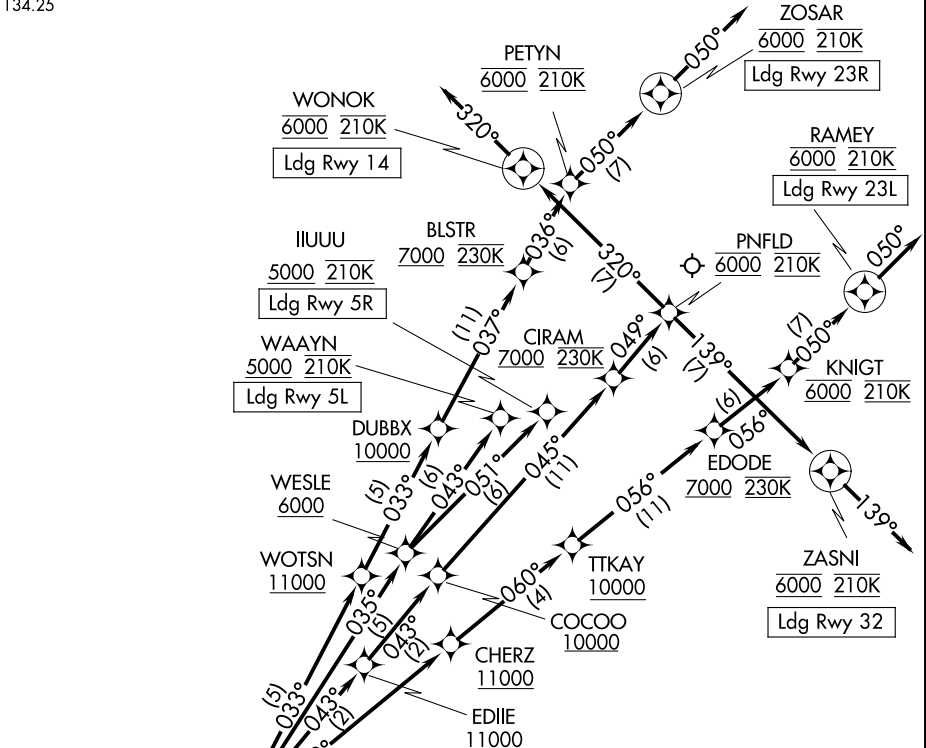 134.25
ZOSAR
6000 210K
Ldg Rwy 23R
050°
PETYN
6000 210K
WONOK
6000 210K
Ldg Rwy 14
320°
050°
(7)
RAMEY
6000 210K
Ldg Rwy 23L
050°
IIUUU
5000 210K
Ldg Rwy 5R
BLSTR
7000 230K
036°
(6)
320°
(7)
PNFLD
6000 210K
WAAYN
5000 210K
Ldg Rwy 5L
(11)
037°
CIRAM
7000 230K
049°
(6)
139°
(7)
(7)
050°
KNIGT
6000 210K
DUBBX
10000
(6)
056°
EDODE
7000 230K
WESLE
6000
(5)
033°
(6)
043°
051°
(6)
045°
(11)
056°
(11)
139°
WOTSN
11000
TTKAY
10000
ZASNI
6000 210K
Ldg Rwy 32
035°
(5)
043°
(2)
060°
(4)
COCOO
10000
CHERZ
11000
(5)
033°
043°
(2)
EDIIE
11000